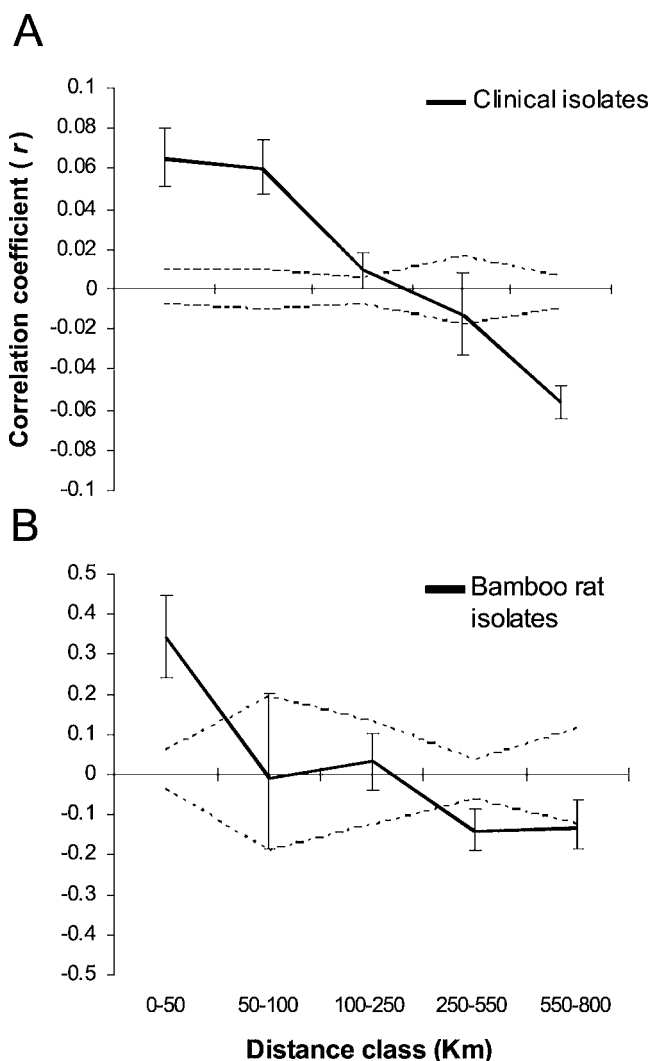 A
Correlation coefficient (r)
0.1
0.08
0.06
0.04
0.02
0
-0.02
-0.04
-0.06
-0.08
-0.1
Clinical isolates
B
0.5
0.4
0.3
0.2
0.1
0
-0.1
-0.2
-0.3
-0.4
-0.5
Bamboo rat
isolates
0-50 50-100 100-250 250-550 550-800
Distance class (Km)